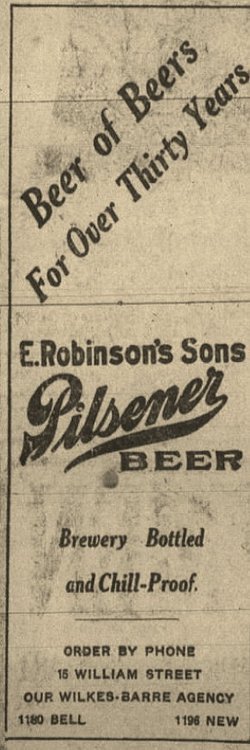 Beer of Beers
For Over Thirty Years
E.Robinson's Sons
Pilsener
BEER
Brewery Bottled
and Chill-Proof.
ORDER BY PHONE
15 WILLIAM STREET
OUR WILKES-BARRE AGENCY
1180 BELL 1196 NEW